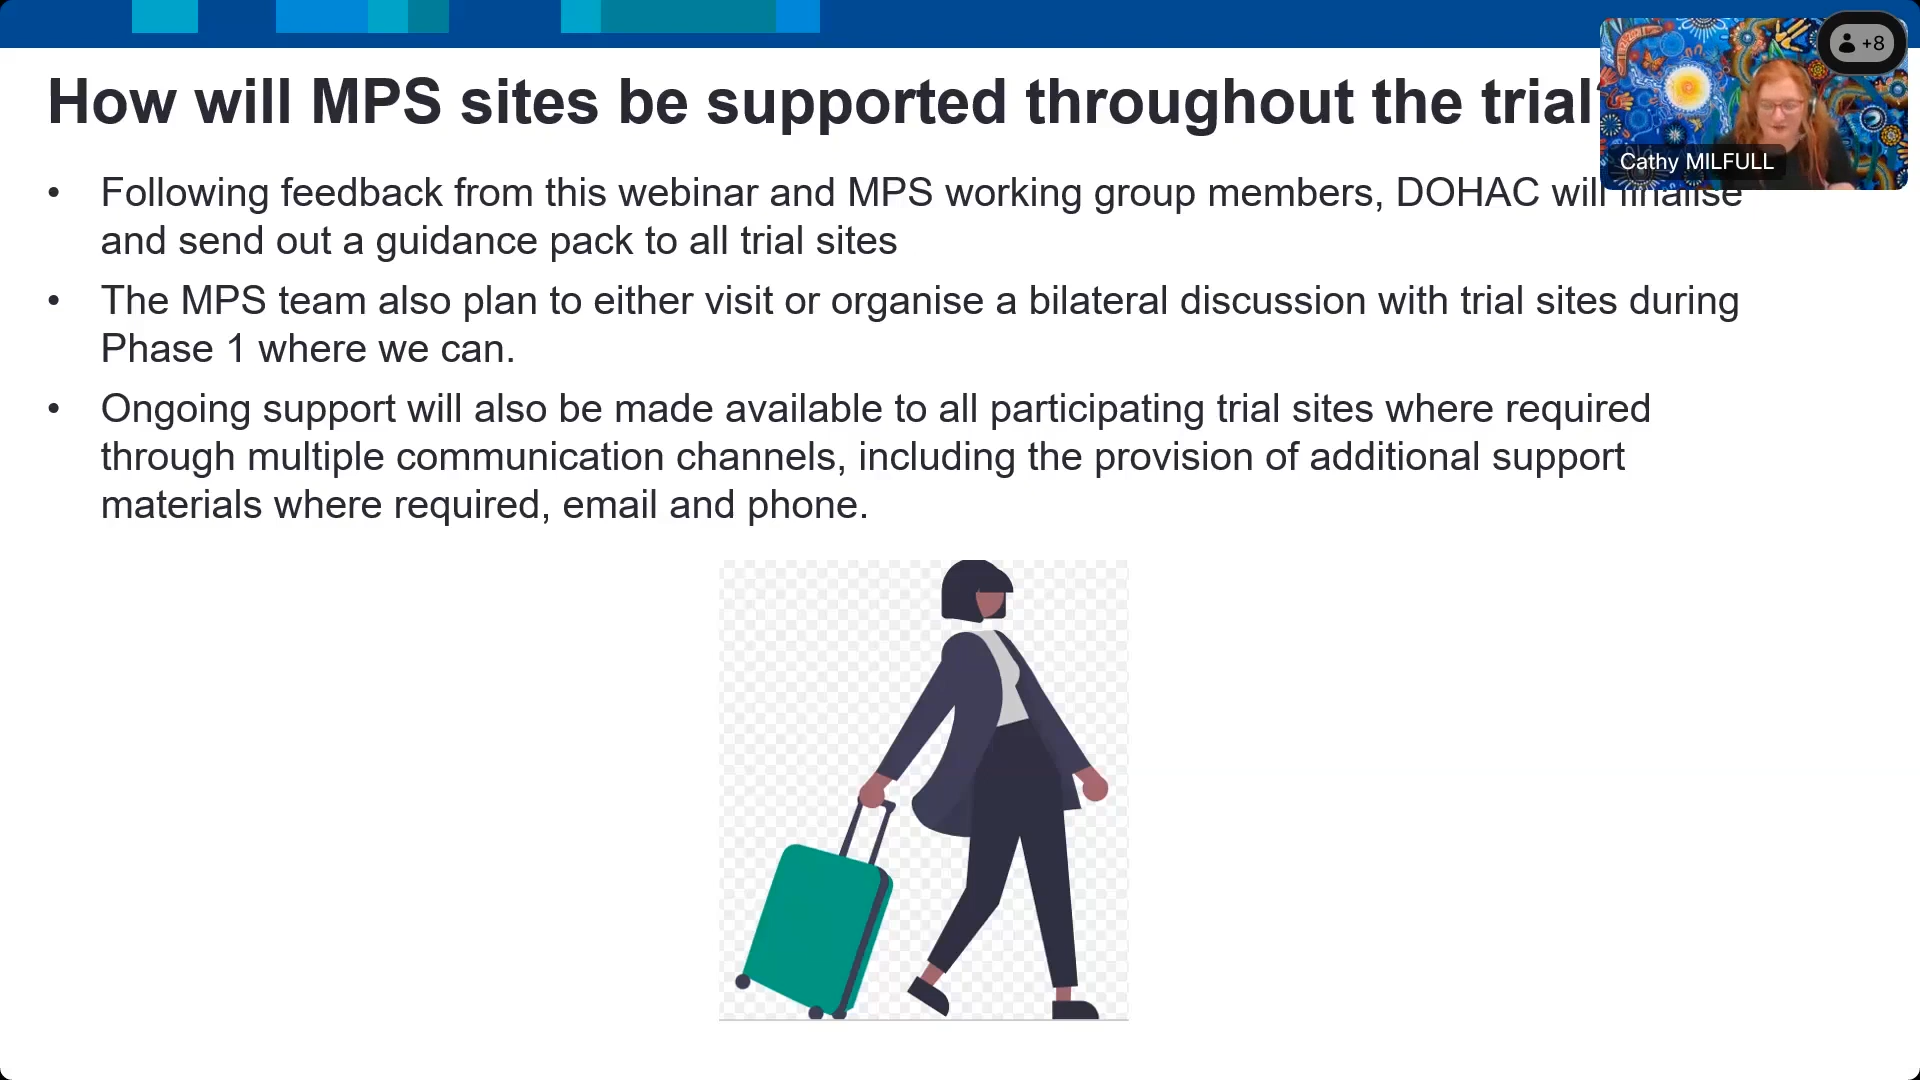 How will MPS sites be supported throughout the trial
• Following feedback from this webinar and MPS working group members, DOHAC will finalise
and send out a guidance pack to all trial sites
• The MPS team also plan to either visit or organise a bilateral discussion with trial sites during
Phase 1 where we can.
• Ongoing support will also be made available to all participating trial sites where required
through multiple communication channels, including the provision of additional support
materials where required, email and phone.
+8
Cathy MILFULL